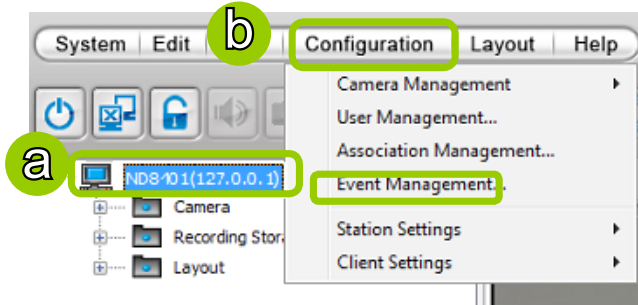 System Edit b Configuration Layout Help
Camera Management
User Management...
Association Management...
Event Management...
Station Settings
Client Settings
a ND8401(127.0.0.1)
Camera
Recording Stor
Layout